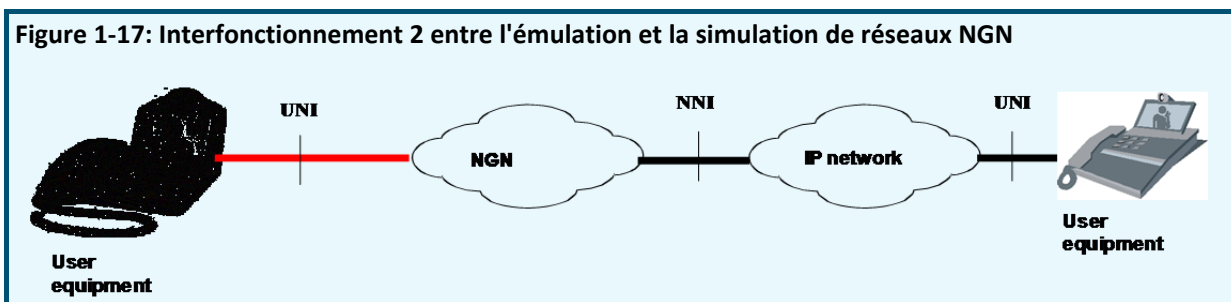 Figure 1-17: Interfonctionnement 2 entre l'émulation et la simulation de réseaux NGN
UNI
NNI
UNI
NGN
IP network
User
equipment
User
equipment